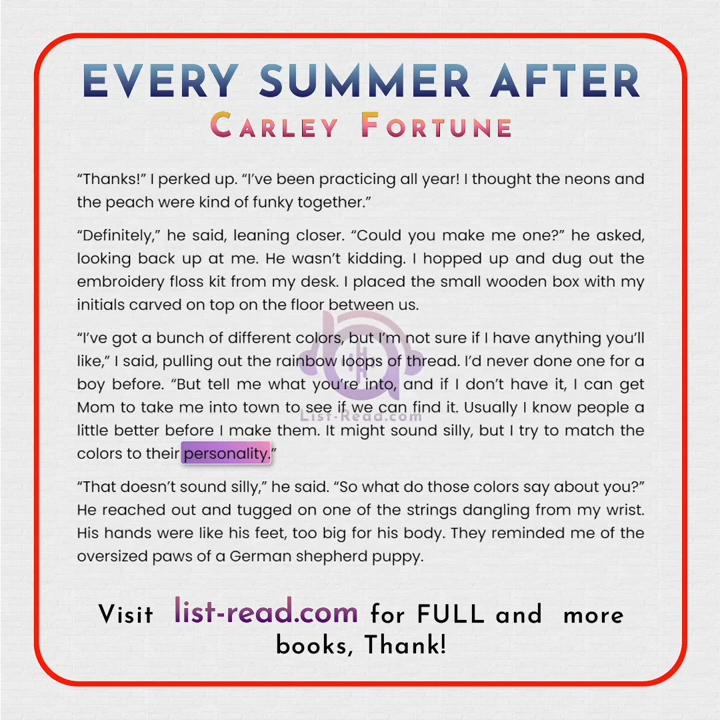 EVERY SUMMER AFTER
CARLEY FORTUNE
“Thanks!” I perked up. “I’ve been practicing all year! I thought the neons and
the peach were kind of funky together.”
“Definitely,” he said, leaning closer. “Could you make me one?” he asked,
looking back up at me. He wasn’t kidding. I hopped up and dug out the
embroidery floss kit from my desk. I placed the small wooden box with my
initials carved on top on the floor between us.
“I’ve got a bunch of different colors, but I’m not sure if I have anything you’ll
like,” I said, pulling out the rainbow loops of thread. I’d never done one for a
boy before. “But tell me what you’re into, and if I don’t have it, I can get
Mom to take me into town to see if we can find it. Usually I know people a
List-Read.com
little better before I make them. It might sound silly, but I try to match the
colors to their personality.”
“That doesn’t sound silly,” he said. “So what do those colors say about you?”
He reached out and tugged on one of the strings dangling from my wrist.
His hands were like his feet, too big for his body. They reminded me of the
oversized paws of a German shepherd puppy.
Visit list-read.com for FULL and more
books, Thank!